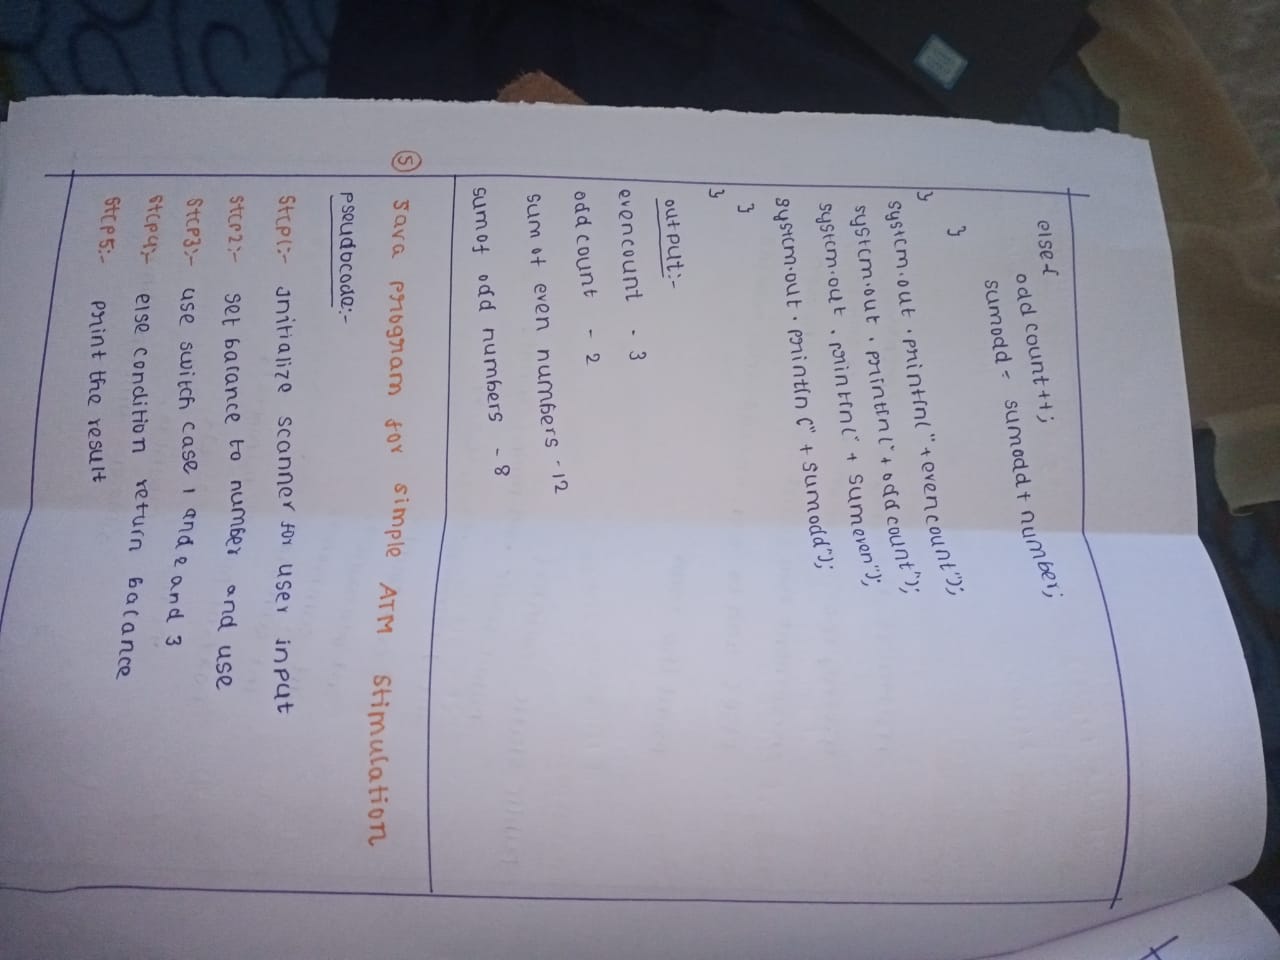 else{
odd count++;
sumodd = sumodd + number;
}
}
system.out.println("+even count");
system.out.println("+ odd count");
system.out.println("+ sumeven");
system.out.println("+ sumodd");
}
}
output:-
evencount - 3
odd count - 2
sum of even numbers - 12
sum of odd numbers - 8
5 Java program for simple ATM stimulation
pseudocode:-
Step1:- Initialize scanner for user input
Step2:- set balance to number and use
Step3:- use switch case 1 and 2 and 3
Step4:- else condition return balance
Step5:- print the result